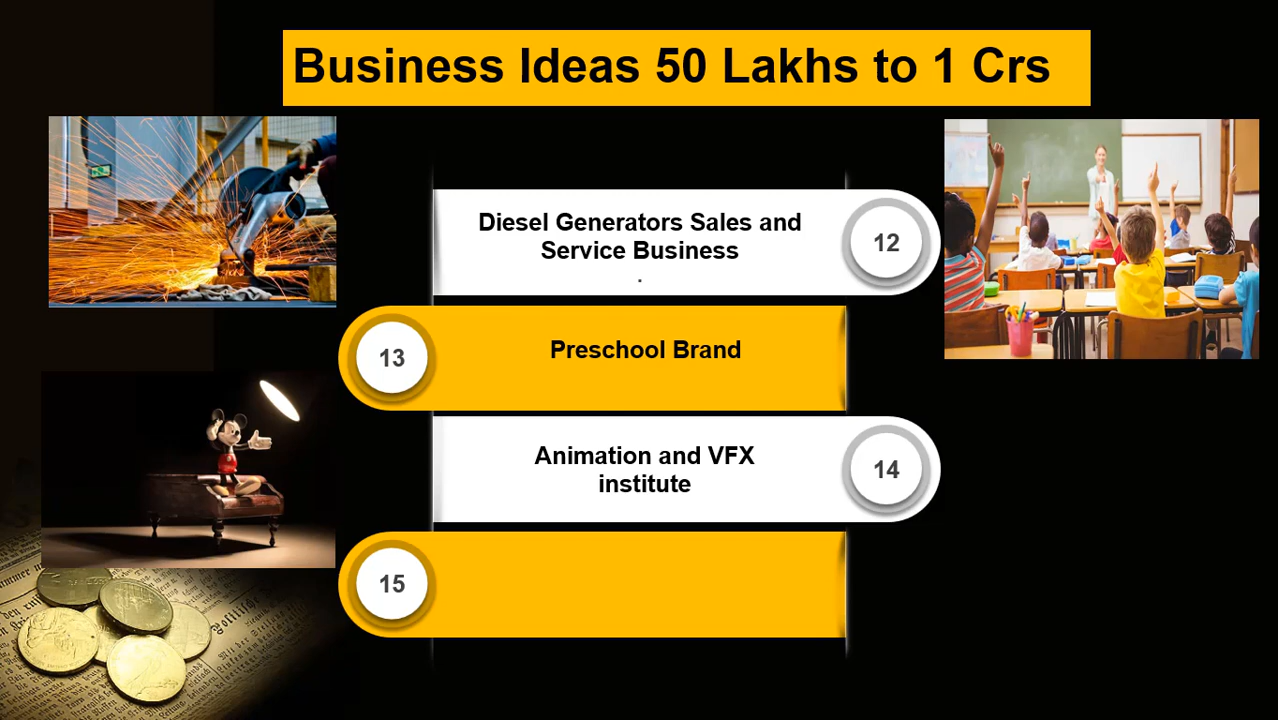 Business Ideas 50 Lakhs to 1 Crs
Diesel Generators Sales and
Service Business
.
12
13
Preschool Brand
Animation and VFX
institute
14
15